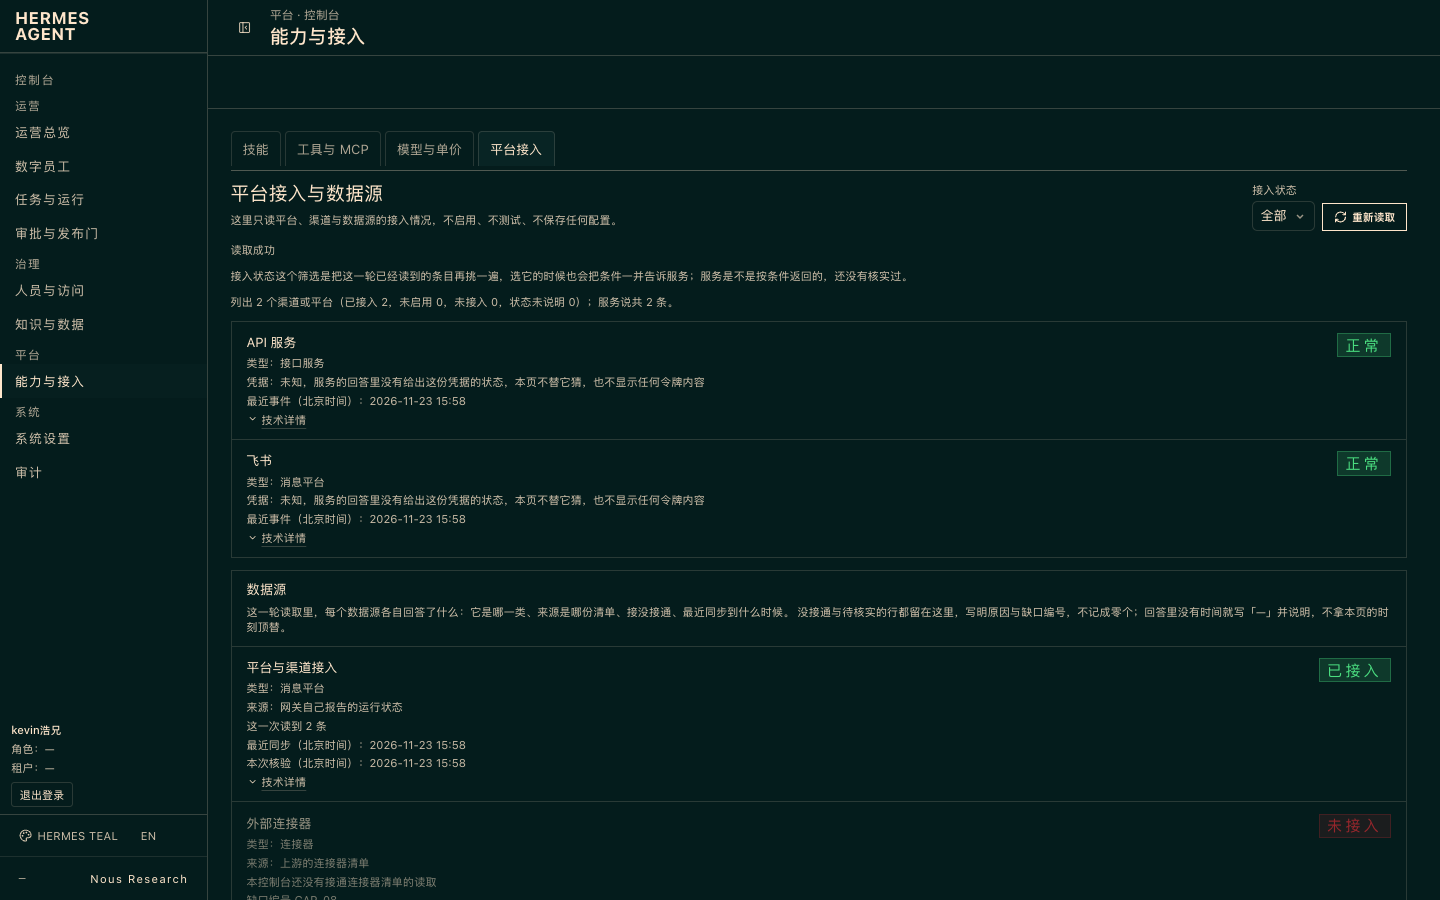 HERMES
AGENT
控制台
运营
运营总览
数字员工
任务与运行
审批与发布门
治理
人员与访问
知识与数据
平台
能力与接入
系统
系统设置
审计
kevin浩兄
角色：—
租户：—
退出登录
HERMES TEAL EN
—
Nous Research
平台 · 控制台
能力与接入
技能
工具与 MCP
模型与单价
平台接入
平台接入与数据源
这里只读平台、渠道与数据源的接入情况，不启用、不测试、不保存任何配置。
接入状态
全部
重新读取
读取成功
接入状态这个筛选是把这一轮已经读到的条目再挑一遍，选它的时候也会把条件一并告诉服务；服务是不是按条件返回的，还没有核实过。
列出 2 个渠道或平台（已接入 2，未启用 0，未接入 0，状态未说明 0）；服务说共 2 条。
API 服务
正常
类型：接口服务
凭据：未知，服务的回答里没有给出这份凭据的状态，本页不替它猜，也不显示任何令牌内容
最近事件（北京时间）：2026-11-23 15:58
技术详情
飞书
正常
类型：消息平台
凭据：未知，服务的回答里没有给出这份凭据的状态，本页不替它猜，也不显示任何令牌内容
最近事件（北京时间）：2026-11-23 15:58
技术详情
数据源
这一轮读取里，每个数据源各自回答了什么：它是哪一类、来源是哪份清单、接没接通、最近同步到什么时候。 没接通与待核实的行都留在这里，写明原因与缺口编号，不记成零个；回答里没有时间就写「—」并说明，不拿本页的时
刻顶替。
平台与渠道接入
已接入
类型：消息平台
来源：网关自己报告的运行状态
这一次读到 2 条
最近同步（北京时间）：2026-11-23 15:58
本次核验（北京时间）：2026-11-23 15:58
技术详情
外部连接器
未接入
类型：连接器
来源：上游的连接器清单
本控制台还没有接通连接器清单的读取
缺口编号 GAP-08